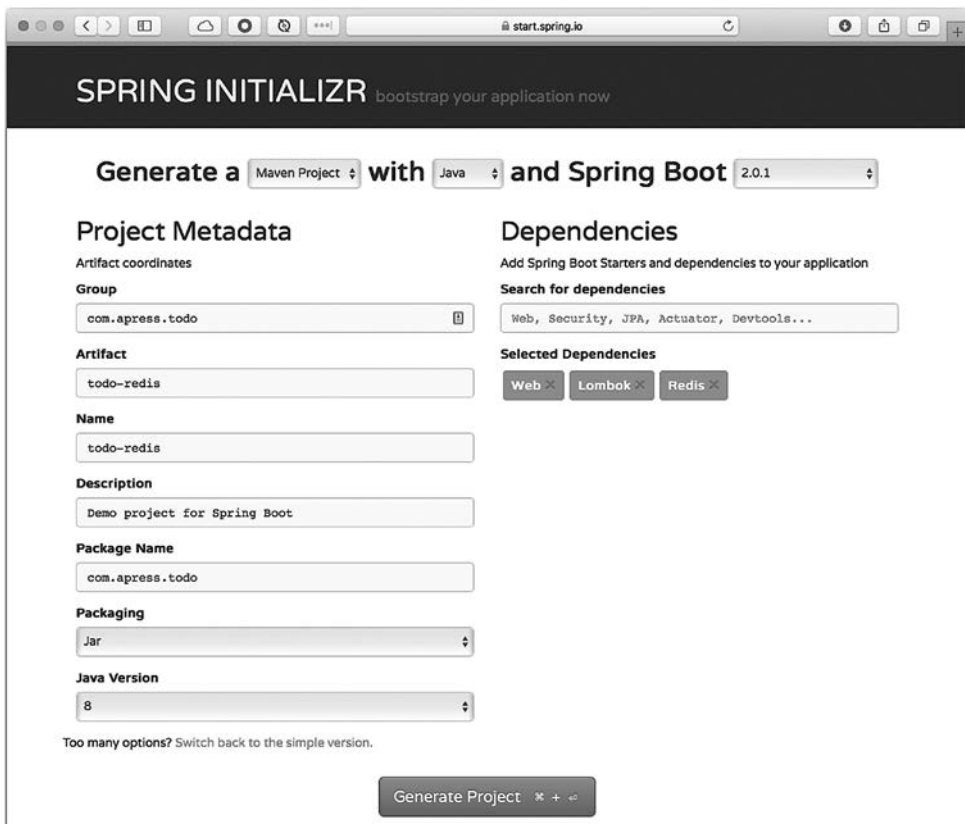 start.spring.io
SPRING INITIALIZR bootstrap your application now
Generate a Maven Project with Java and Spring Boot 2.0.1
Project Metadata
Artifact coordinates
Group
com.apress.todo
Artifact
todo-redis
Name
todo-redis
Description
Demo project for Spring Boot
Package Name
com.apress.todo
Packaging
Jar
Java Version
8
Too many options? Switch back to the simple version.
Dependencies
Add Spring Boot Starters and dependencies to your application
Search for dependencies
Web, Security, JPA, Actuator, Devtools...
Selected Dependencies
Web × Lombok × Redis ×
Generate Project ⌘ + ⏎